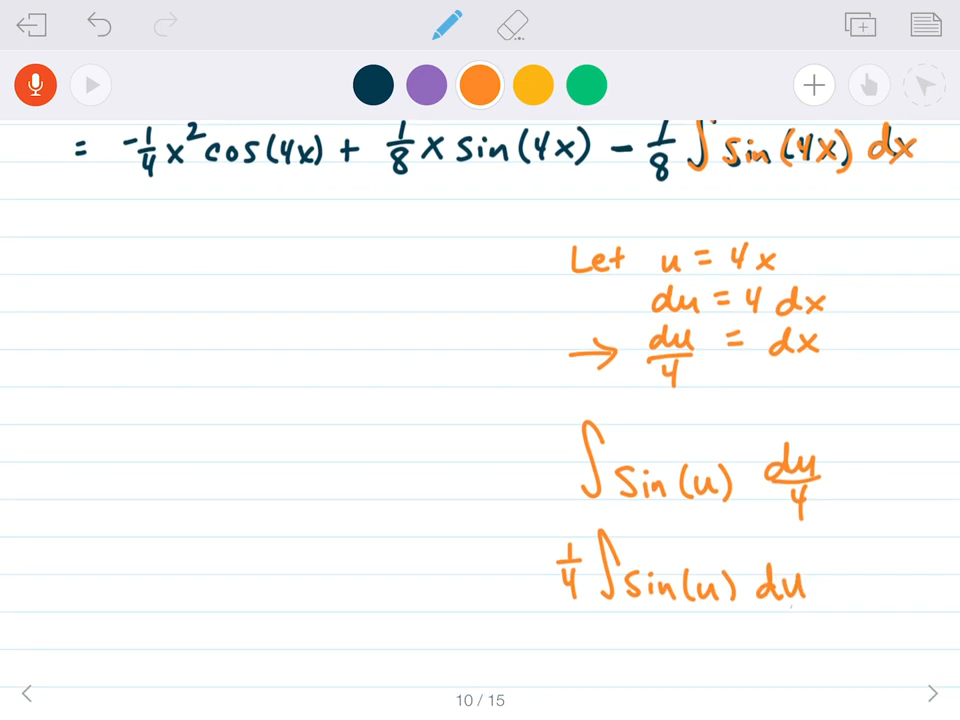 = -1/4 x² cos(4x) + 1/8 x sin(4x) - 1/8 ∫ sin(4x) dx
Let u = 4x
du = 4 dx
→ du/4 = dx
∫ sin(u) du/4
1/4 ∫ sin(u) du
10 / 15